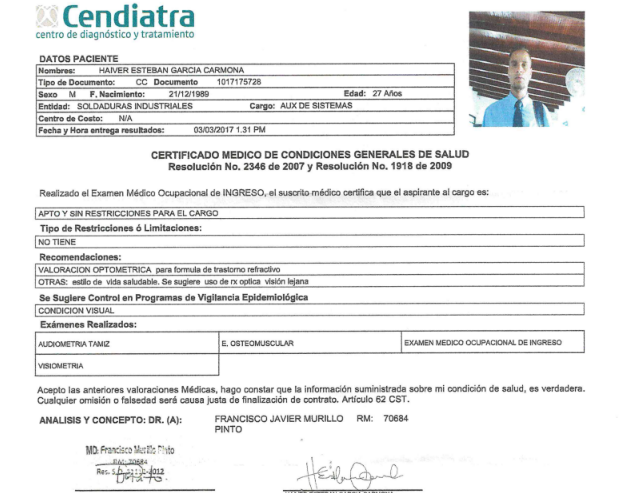 Cendiatra
centro de diagnóstico y tratamiento
DATOS PACIENTE
Nombres: HAIVER ESTEBAN GARCIA CARMONA
Tipo de Documento: CC Documento 1017175728
Sexo M F. Nacimiento: 21/12/1989 Edad: 27 Años
Entidad: SOLDADURAS INDUSTRIALES Cargo: AUX DE SISTEMAS
Centro de Costo: N/A
Fecha y Hora entrega resultados: 03/03/2017 1.31 PM
CERTIFICADO MEDICO DE CONDICIONES GENERALES DE SALUD
Resolución No. 2346 de 2007 y Resolución No. 1918 de 2009
Realizado el Examen Médico Ocupacional de INGRESO, el suscrito médico certifica que el aspirante al cargo es:
APTO Y SIN RESTRICCIONES PARA EL CARGO
Tipo de Restricciones ó Limitaciones:
NO TIENE
Recomendaciones:
VALORACION OPTOMETRICA para formula de trastorno refractivo
OTRAS: estilo de vida saludable. Se sugiere uso de rx optica visión lejana
Se Sugiere Control en Programas de Vigilancia Epidemiológica
CONDICION VISUAL
Exámenes Realizados:
AUDIOMETRIA TAMIZ E. OSTEOMUSCULAR EXAMEN MEDICO OCUPACIONAL DE INGRESO
VISIOMETRIA
Acepto las anteriores valoraciones Médicas, hago constar que la información suministrada sobre mi condición de salud, es verdadera.
Cualquier omisión o falsedad será causa justa de finalización de contrato. Artículo 62 CST.
ANALISIS Y CONCEPTO: DR. (A): FRANCISCO JAVIER MURILLO RM: 70684
PINTO
MD. Francisco Murillo Pinto